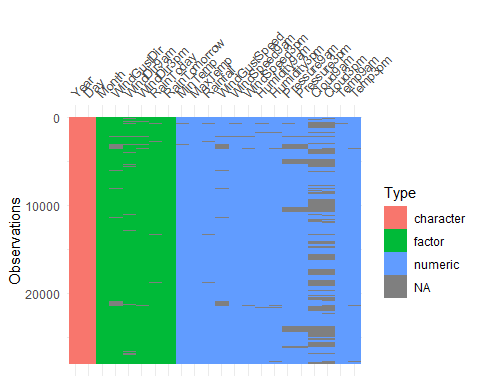 Year
Day
Month
WindGustDir
WindDir9am
WindDir3pm
RainToday
RainTomorrow
MinTemp
MaxTemp
Rainfall
WindGustSpeed
WindSpeed9am
WindSpeed3pm
Humidity9am
Humidity3pm
Pressure9am
Pressure3pm
Cloud9am
Cloud3pm
Temp9am
Temp3pm
0
10000
20000
Observations
Type
character
factor
numeric
NA